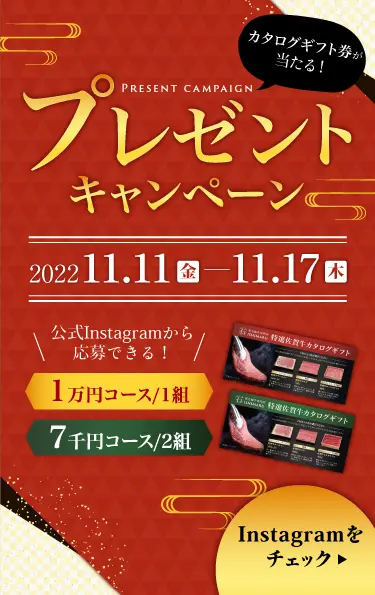 カタログギフト券が
当たる！
PRESENT CAMPAIGN
プレゼント
キャンペーン
2022 11.11 金 — 11.17 木
公式Instagramから
応募できる！
1万円コース/1組
7千円コース/2組
特選佐賀牛カタログギフト
特選佐賀牛カタログギフト
Instagramを
チェック▶